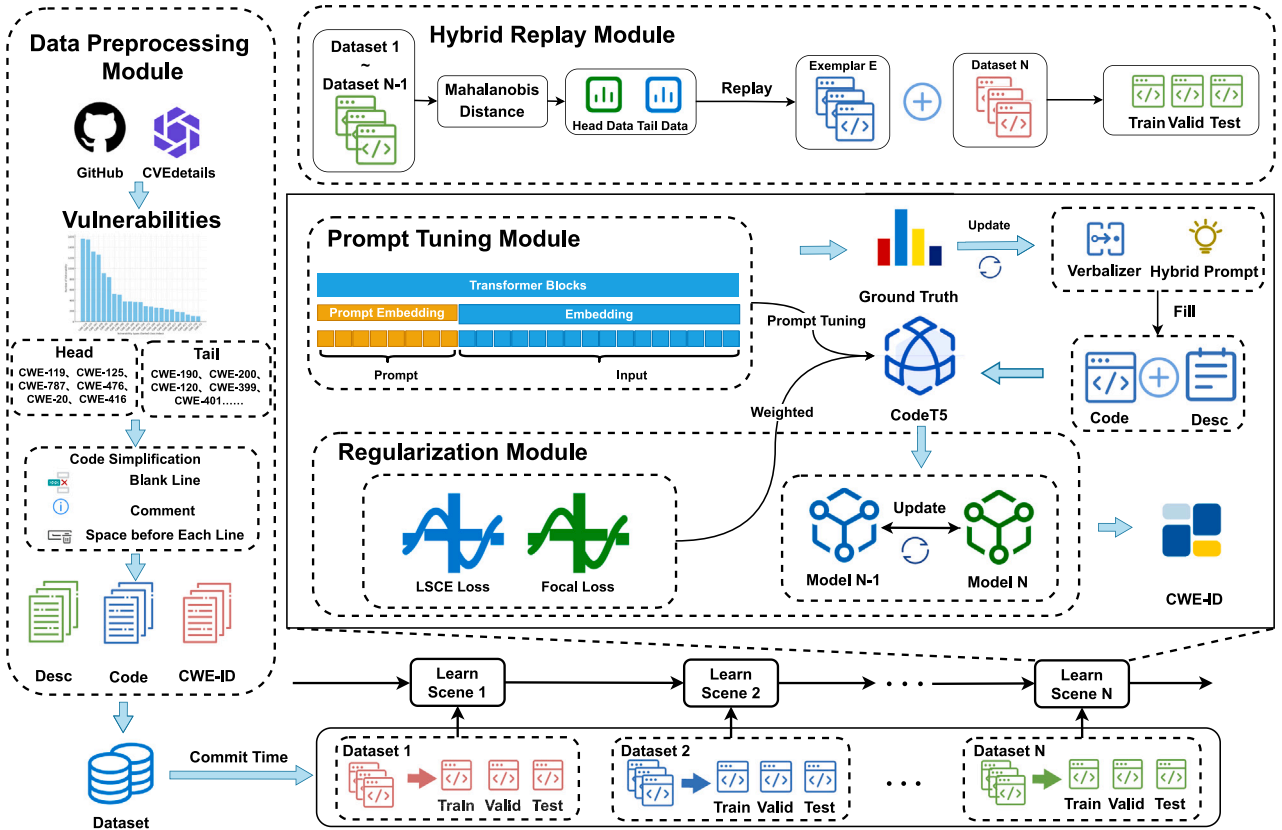 Data Preprocessing
Module
GitHub
CVEdetails
Vulnerabilities
Head
CWE-119、CWE-125、
CWE-787、CWE-476、
CWE-20、CWE-416
Tail
CWE-190、CWE-200、
CWE-120、CWE-399、
CWE-401……
Code Simplification
Blank Line
Comment
Space before Each Line
Desc
Code
CWE-ID
Dataset
Commit Time
Hybrid Replay Module
Dataset 1
~
Dataset N-1
Mahalanobis
Distance
Head Data
Tail Data
Replay
Exemplar E
Dataset N
Train Valid Test
Prompt Tuning Module
Transformer Blocks
Prompt Embedding
Embedding
Prompt
Input
Ground Truth
Update
Verbalizer
Hybrid Prompt
Fill
Prompt Tuning
Weighted
CodeT5
Code
Desc
Regularization Module
LSCE Loss
Focal Loss
Update
Model N-1
Model N
CWE-ID
Learn
Scene 1
Learn
Scene 2
. . .
Learn
Scene N
Dataset 1
Train Valid Test
Dataset 2
Train Valid Test
. . .
Dataset N
Train Valid Test